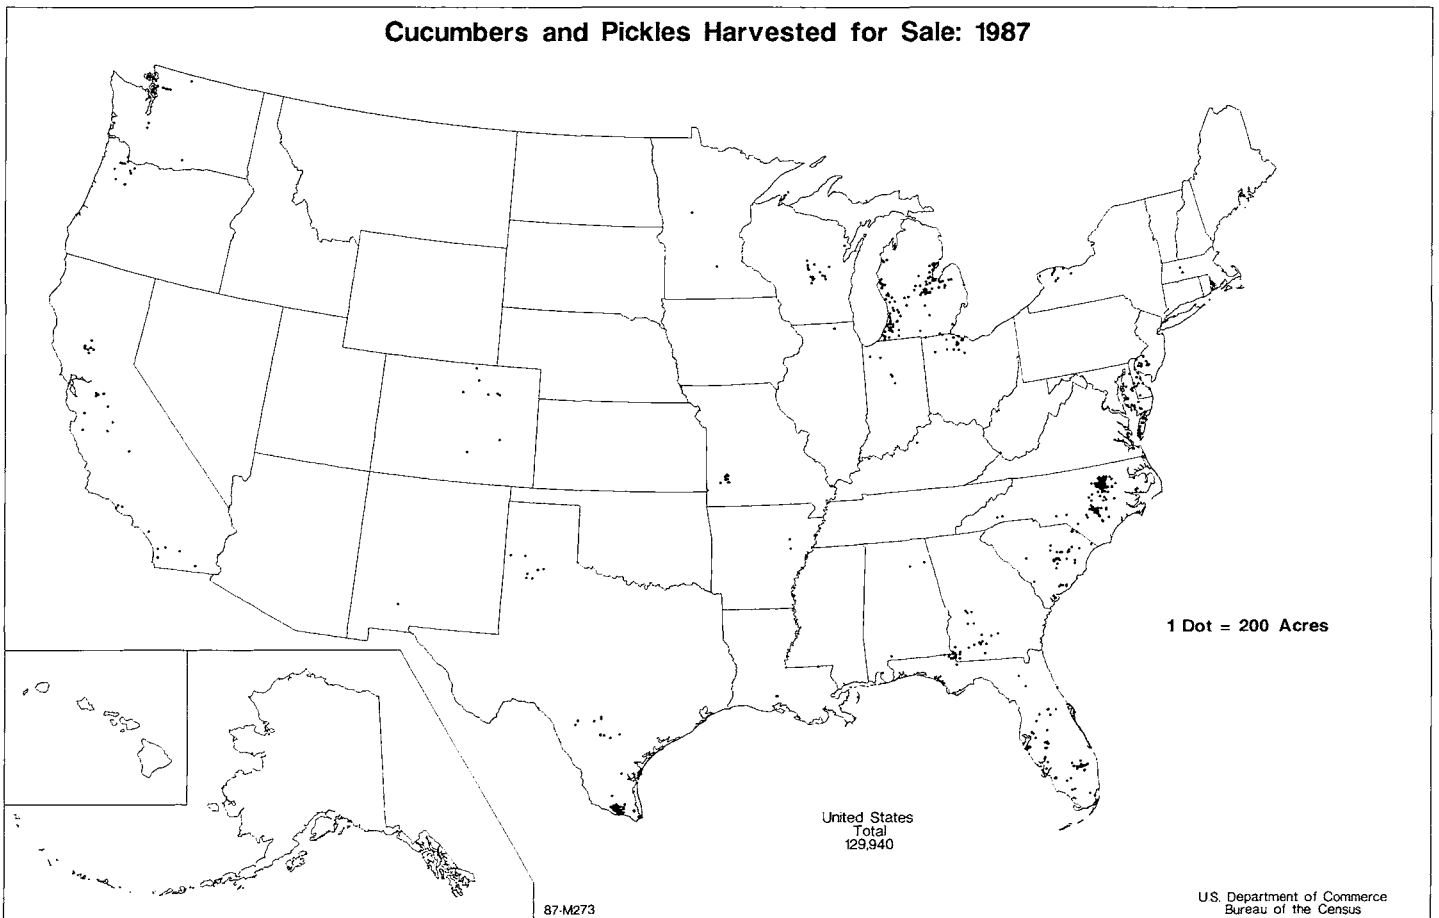 Cucumbers and Pickles Harvested for Sale: 1987
1 Dot = 200 Acres
United States
Total
129,940
87-M273
U.S. Department of Commerce
Bureau of the Census